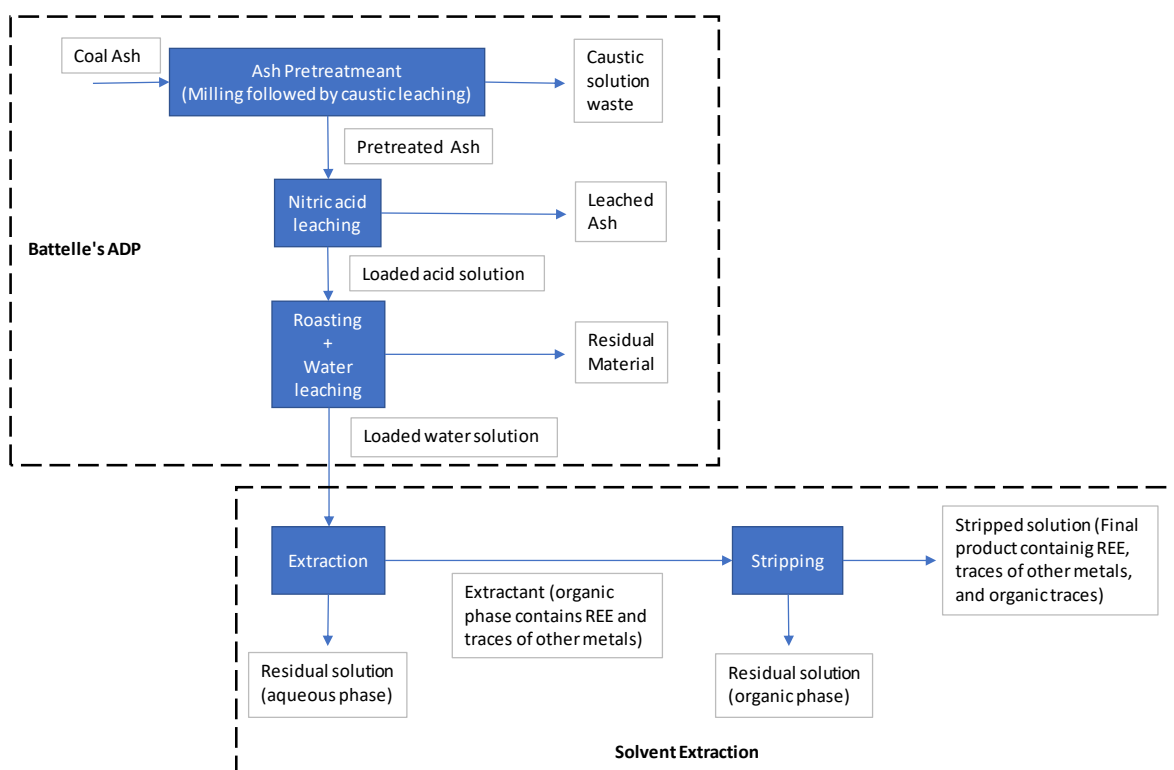 Coal Ash
Ash Pretreatmeant
(Milling followed by caustic leaching)
Caustic
solution
waste
Pretreated Ash
Nitric acid
leaching
Leached
Ash
Battelle's ADP
Loaded acid solution
Roasting
+
Water
leaching
Residual
Material
Loaded water solution
Extraction
Extractant (organic
phase contains REE and
traces of other metals)
Stripping
Stripped solution (Final
product containig REE,
traces of other metals,
and organic traces)
Residual solution
(aqueous phase)
Residual solution
(organic phase)
Solvent Extraction